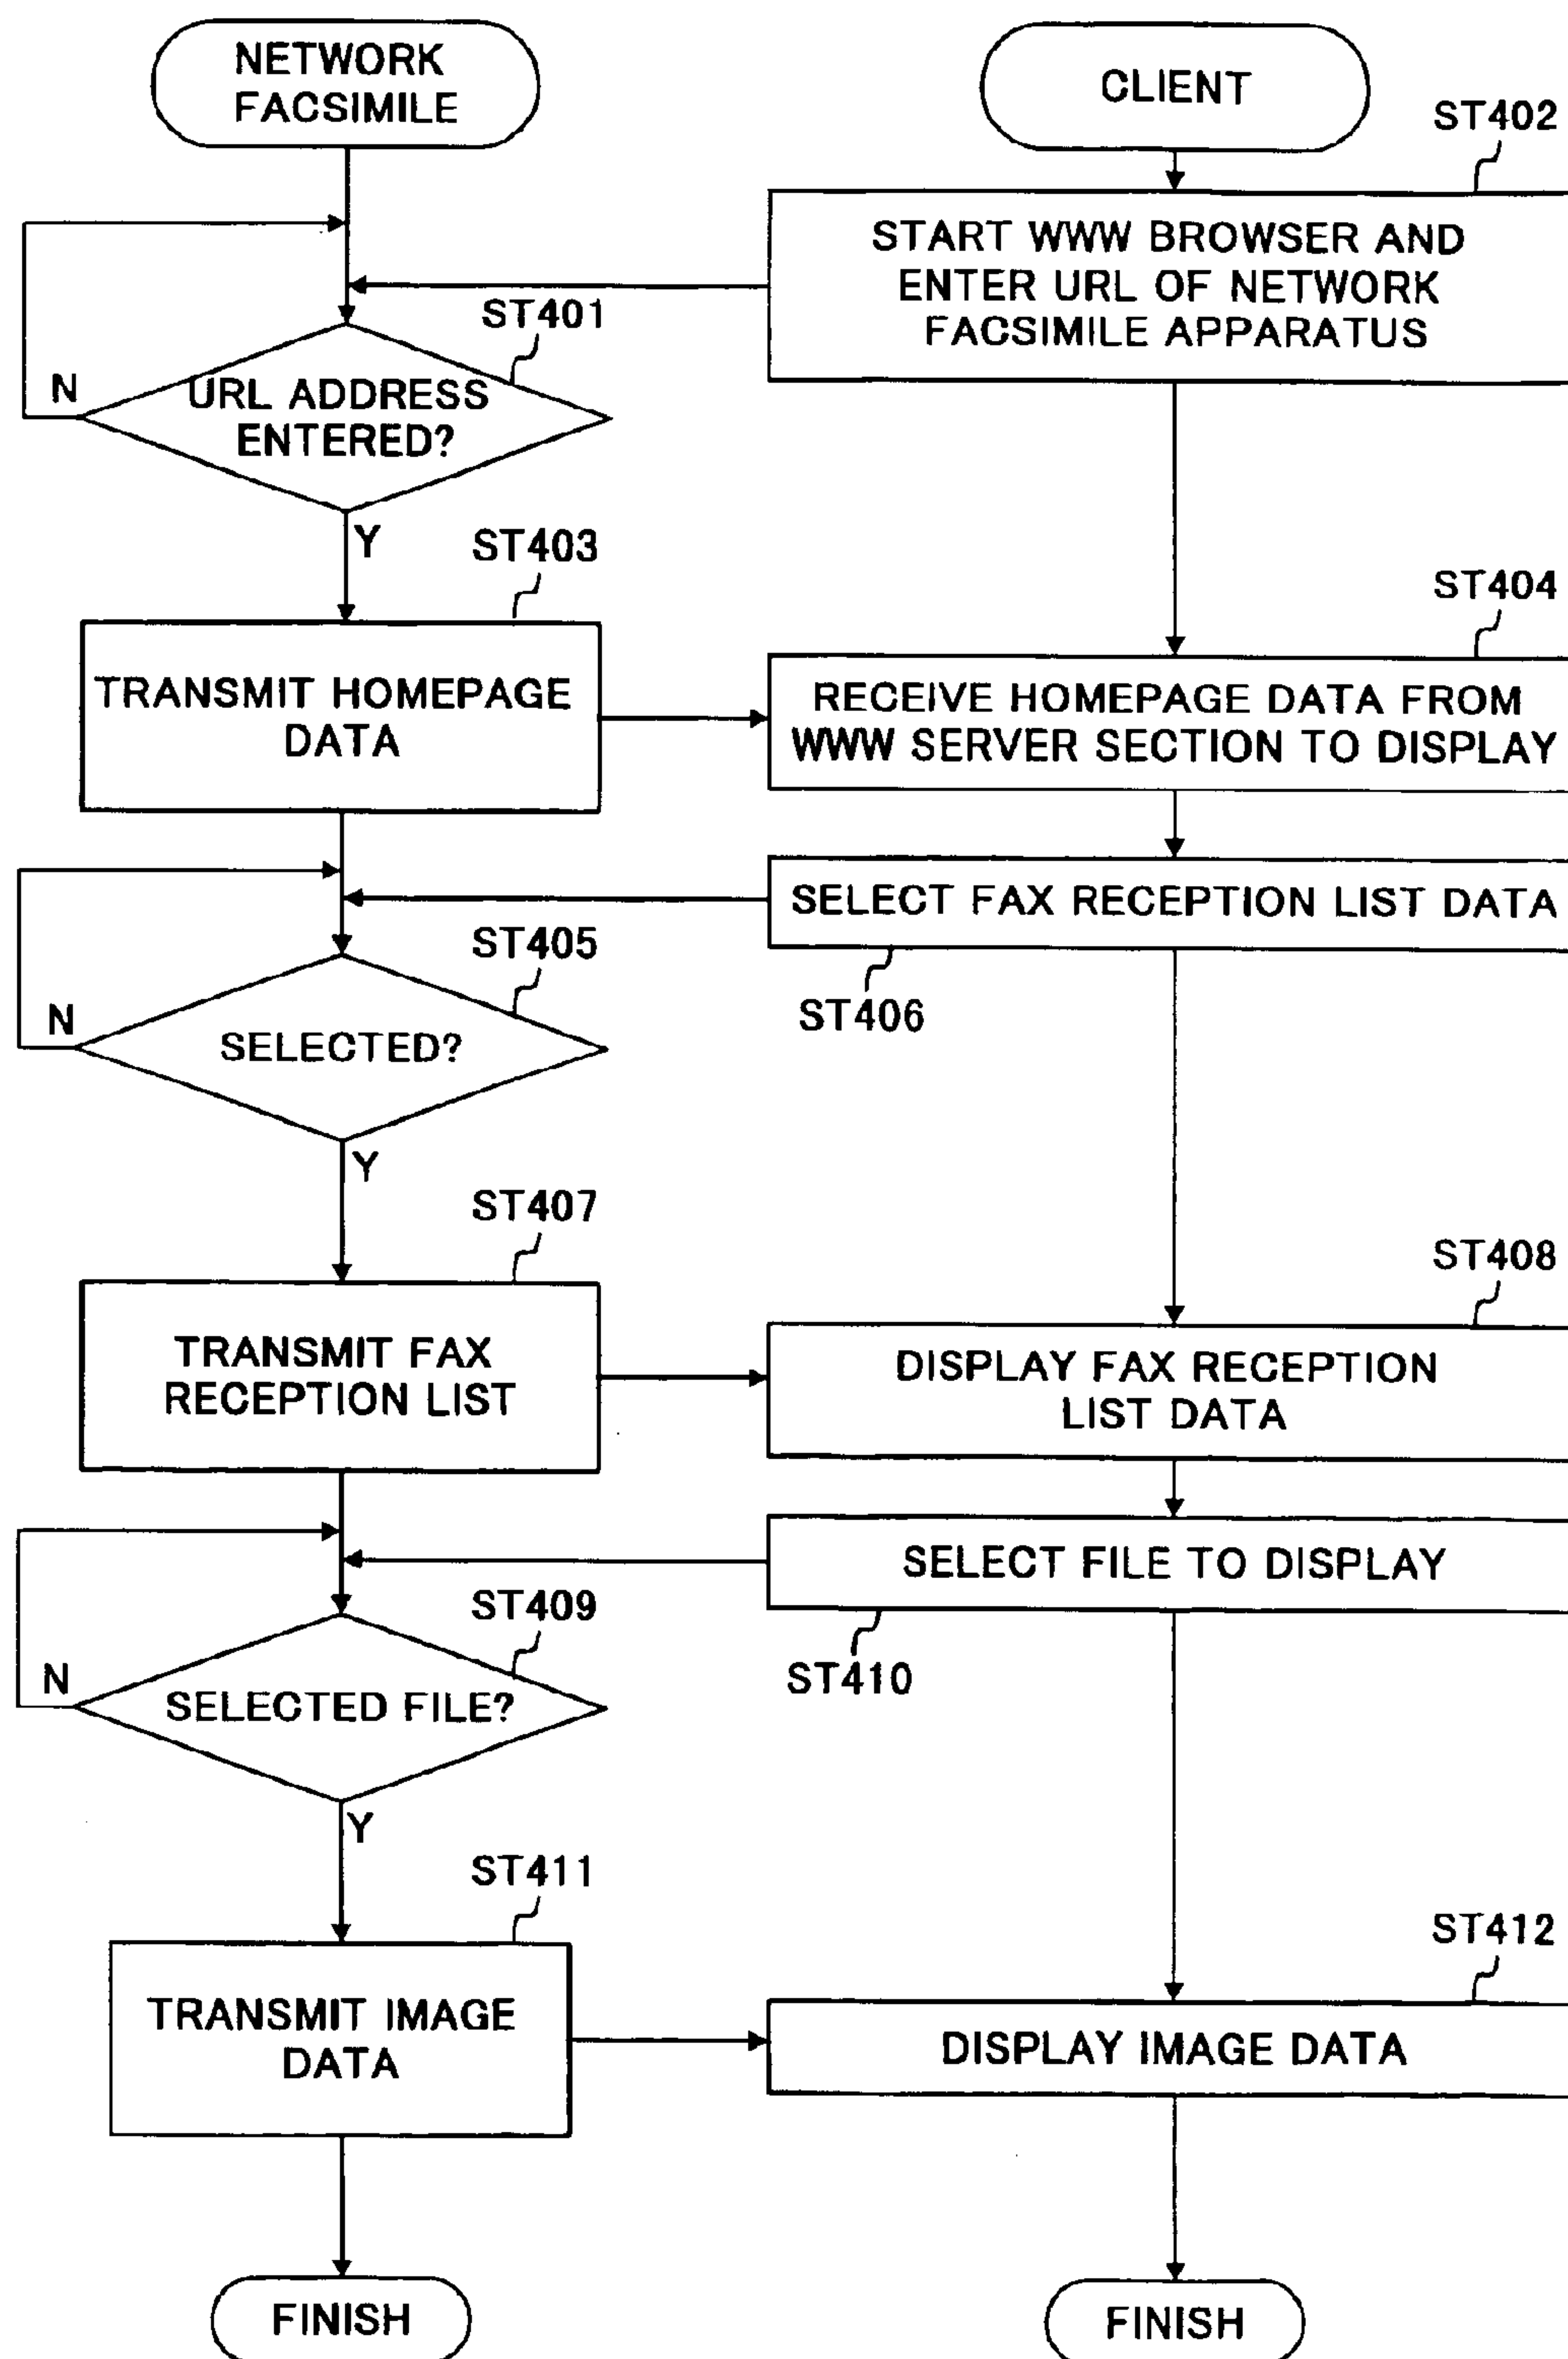 NETWORK
FACSIMILE
CLIENT
ST402
START WWW BROWSER AND
ENTER URL OF NETWORK
FACSIMILE APPARATUS
ST401
N
URL ADDRESS
ENTERED?
Y
ST403
ST404
TRANSMIT HOMEPAGE
DATA
RECEIVE HOMEPAGE DATA FROM
WWW SERVER SECTION TO DISPLAY
SELECT FAX RECEPTION LIST DATA
ST405
ST406
N
SELECTED?
Y
ST407
ST408
TRANSMIT FAX
RECEPTION LIST
DISPLAY FAX RECEPTION
LIST DATA
SELECT FILE TO DISPLAY
ST409
ST410
N
SELECTED FILE?
Y
ST411
ST412
TRANSMIT IMAGE
DATA
DISPLAY IMAGE DATA
FINISH
FINISH